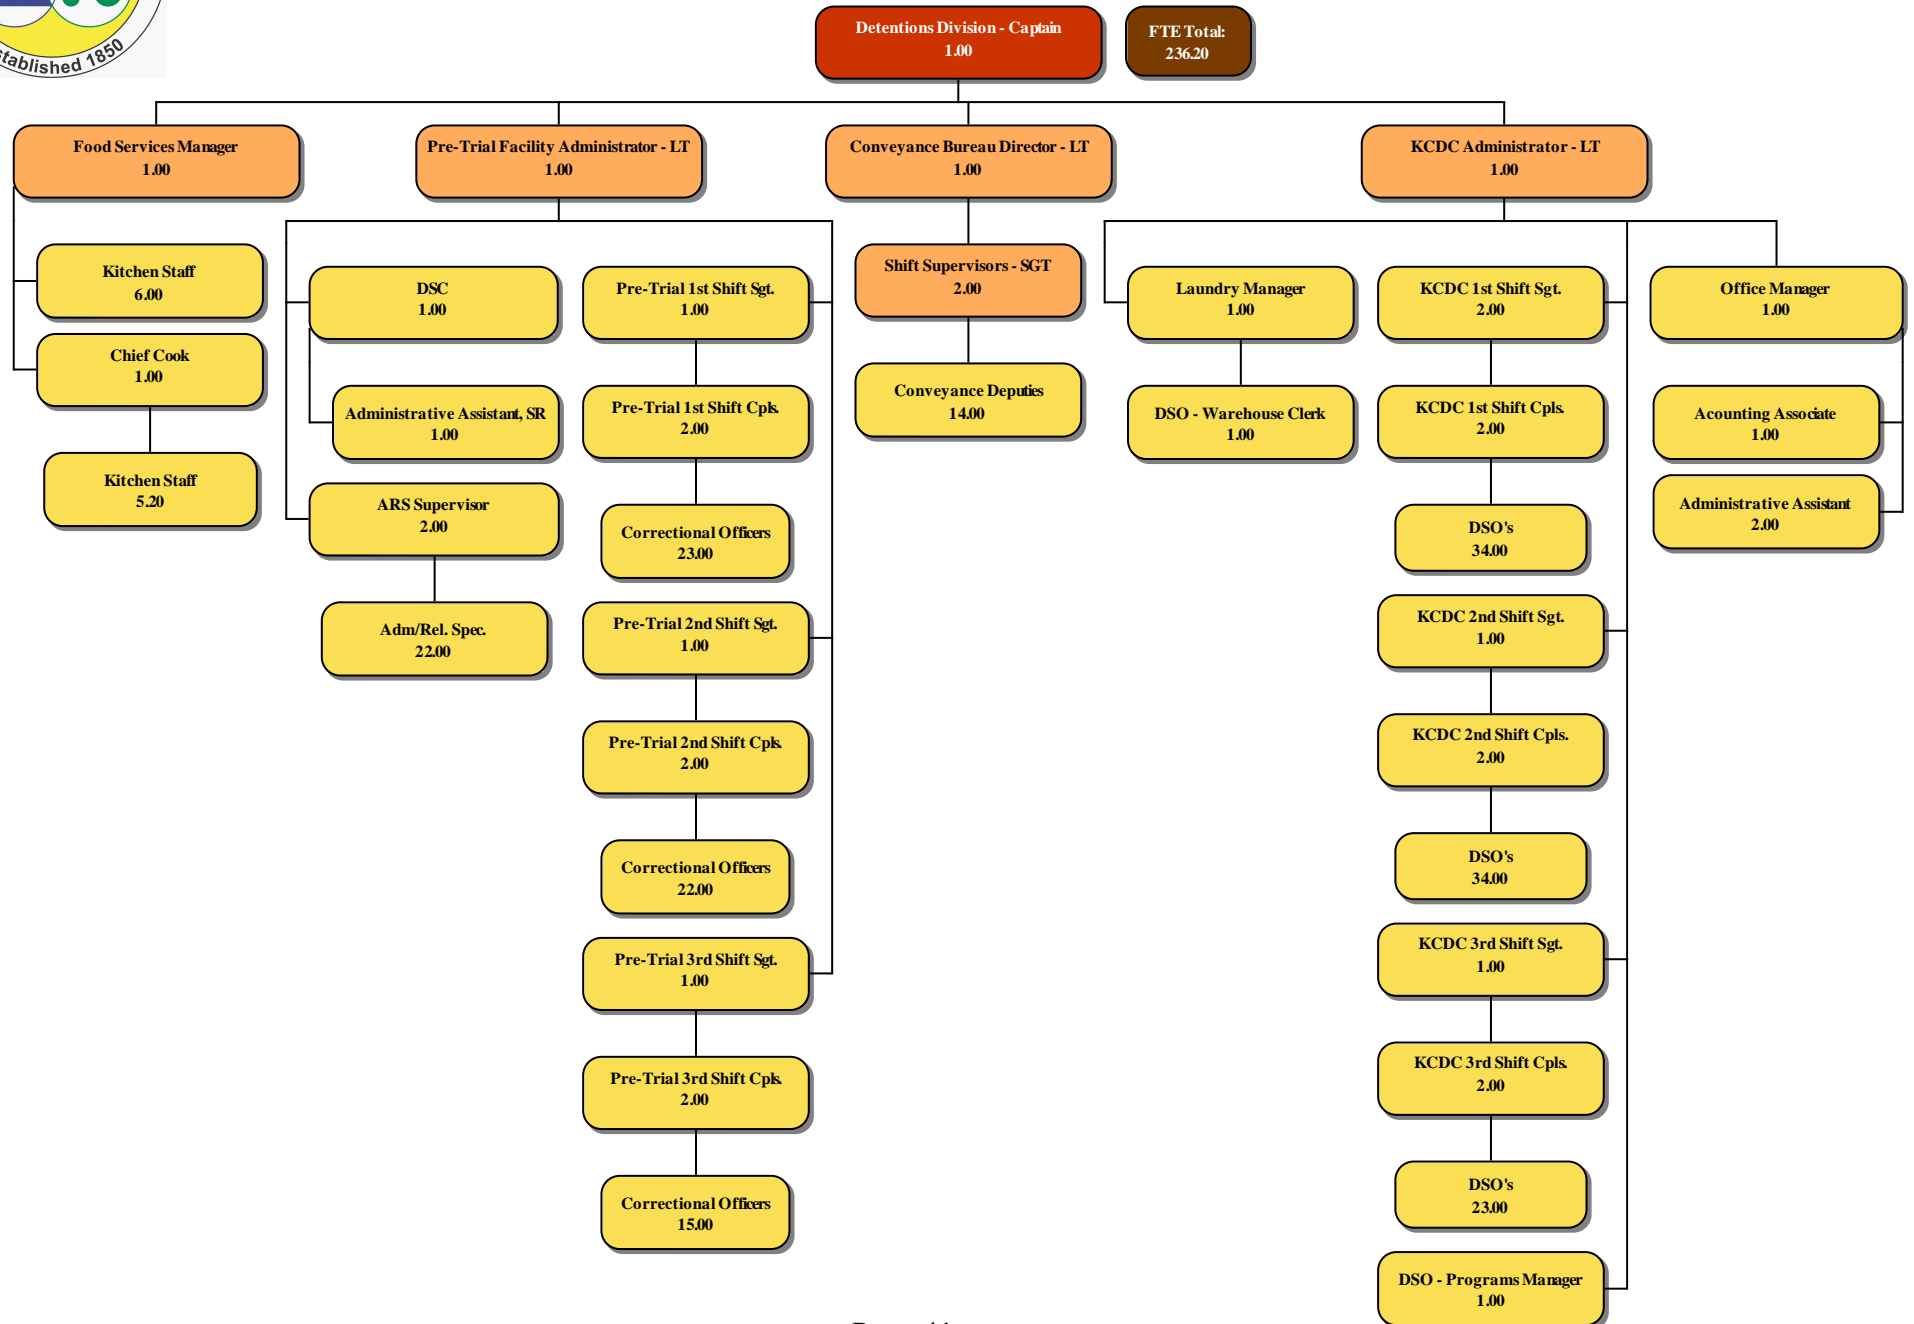 Established 1850
Detentions Division - Captain
1.00
FTE Total:
236.20
Food Services Manager
1.00
Pre-Trial Facility Administrator - LT
1.00
Conveyance Bureau Director - LT
1.00
KCDC Administrator - LT
1.00
Kitchen Staff
6.00
Chief Cook
1.00
Kitchen Staff
5.20
DSC
1.00
Administrative Assistant, SR
1.00
ARS Supervisor
2.00
Adm/Rel. Spec.
22.00
Pre-Trial 1st Shift Sgt.
1.00
Pre-Trial 1st Shift Cpls.
2.00
Correctional Officers
23.00
Pre-Trial 2nd Shift Sgt.
1.00
Pre-Trial 2nd Shift Cpls.
2.00
Correctional Officers
22.00
Pre-Trial 3rd Shift Sgt.
1.00
Pre-Trial 3rd Shift Cpls.
2.00
Correctional Officers
15.00
Shift Supervisors - SGT
2.00
Conveyance Deputies
14.00
Laundry Manager
1.00
DSO - Warehouse Clerk
1.00
KCDC 1st Shift Sgt.
2.00
KCDC 1st Shift Cpls.
2.00
DSO's
34.00
KCDC 2nd Shift Sgt.
1.00
KCDC 2nd Shift Cpls.
2.00
DSO's
34.00
KCDC 3rd Shift Sgt.
1.00
KCDC 3rd Shift Cpls.
2.00
DSO's
23.00
DSO - Programs Manager
1.00
Office Manager
1.00
Acounting Associate
1.00
Administrative Assistant
2.00